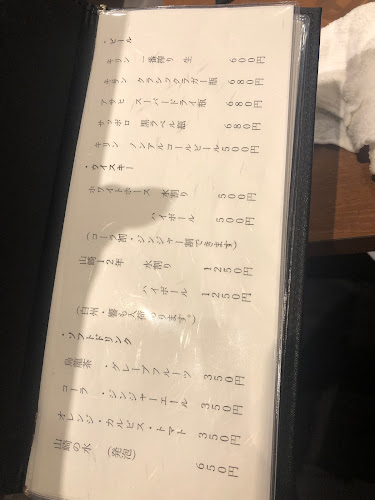 ・ビール
キリン 一番搾り 生 600円
キリン クラシックラガー瓶 680円
アサヒ スーパードライ瓶 680円
サッポロ 黒ラベル瓶 680円
キリン ノンアルコールビール 500円
・ウイスキー
ホワイトホース 水割り 500円
ハイボール 500円
(コーラ割・ジンジャー割できます)
山崎12年 水割り 1250円
ハイボール 1250円
(白州・響も入荷あります。)
・ソフトドリンク
烏龍茶・グレープフルーツ 350円
コーラ・ジンジャーエール 350円
オレンジ・カルピス・トマト 350円
山崎の水 (発泡) 650円